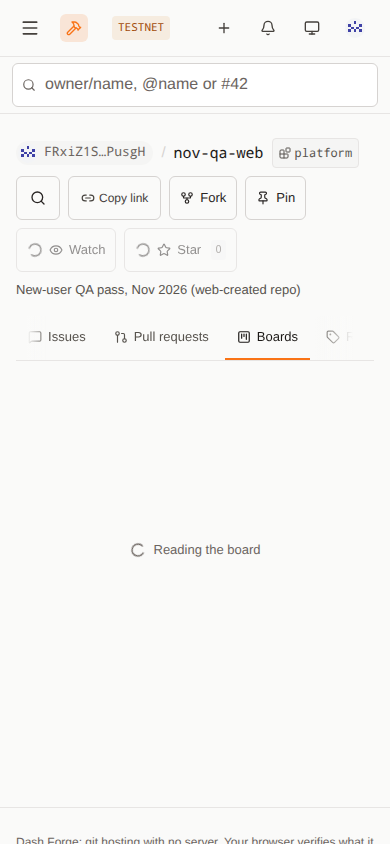 TESTNET
owner/name, @name or #42
FRxiZ1S…PusgH / nov-qa-web platform
Copy link Fork Pin
Watch Star 0
New-user QA pass, Nov 2026 (web-created repo)
Issues Pull requests Boards
Reading the board
Dash Forge: git hosting with no server. Your browser verifies what it